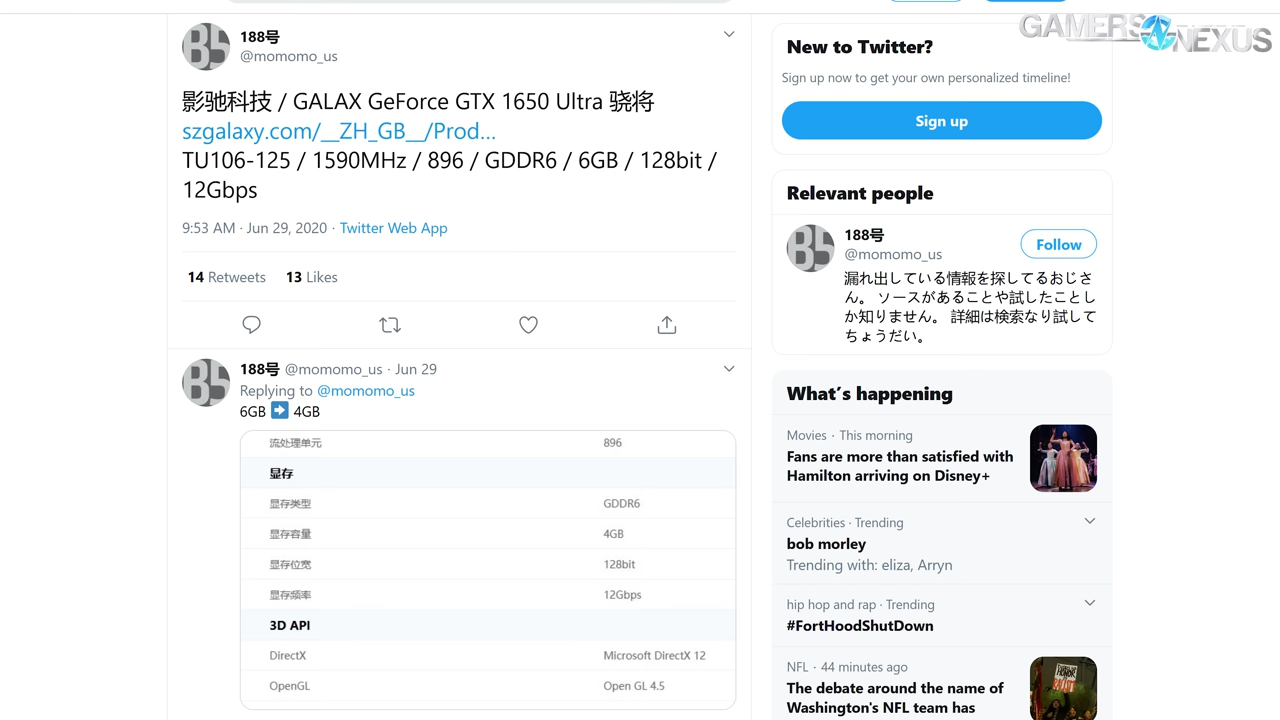 GAMERS NEXUS
188号
@momomo_us
影驰科技 / GALAX GeForce GTX 1650 Ultra 骁将
szgalaxy.com/__ZH_GB__/Prod...
TU106-125 / 1590MHz / 896 / GDDR6 / 6GB / 128bit /
12Gbps
9:53 AM · Jun 29, 2020 · Twitter Web App
14 Retweets 13 Likes
188号 @momomo_us · Jun 29
Replying to @momomo_us
6GB ➡ 4GB
流处理单元 896
显存
显存类型 GDDR6
显存容量 4GB
显存位宽 128bit
显存频率 12Gbps
3D API
DirectX Microsoft DirectX 12
OpenGL Open GL 4.5
New to Twitter?
Sign up now to get your own personalized timeline!
Sign up
Relevant people
188号
@momomo_us
Follow
漏れ出している情報を探してるおじさ
ん。 ソースがあることや試したことし
か知りません。 詳細は検索なり試して
ちょうだい。
What's happening
Movies · This morning
Fans are more than satisfied with
Hamilton arriving on Disney+
Celebrities · Trending
bob morley
Trending with: eliza, Arryn
hip hop and rap · Trending
#FortHoodShutDown
NFL · 44 minutes ago
The debate around the name of
Washington's NFL team has